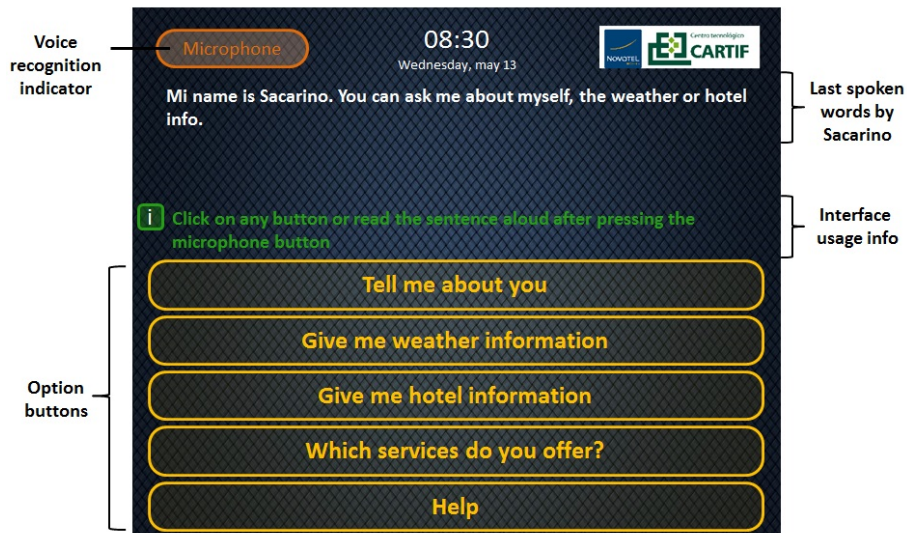 Voice
recognition
indicator
Microphone
08:30
Wednesday, may 13
NOVOTEL
Centro tecnológico
CARTIF
Mi name is Sacarino. You can ask me about myself, the weather or hotel
info.
Last spoken
words by
Sacarino
i
Click on any button or read the sentence aloud after pressing the
microphone button
Interface
usage info
Option
buttons
Tell me about you
Give me weather information
Give me hotel information
Which services do you offer?
Help